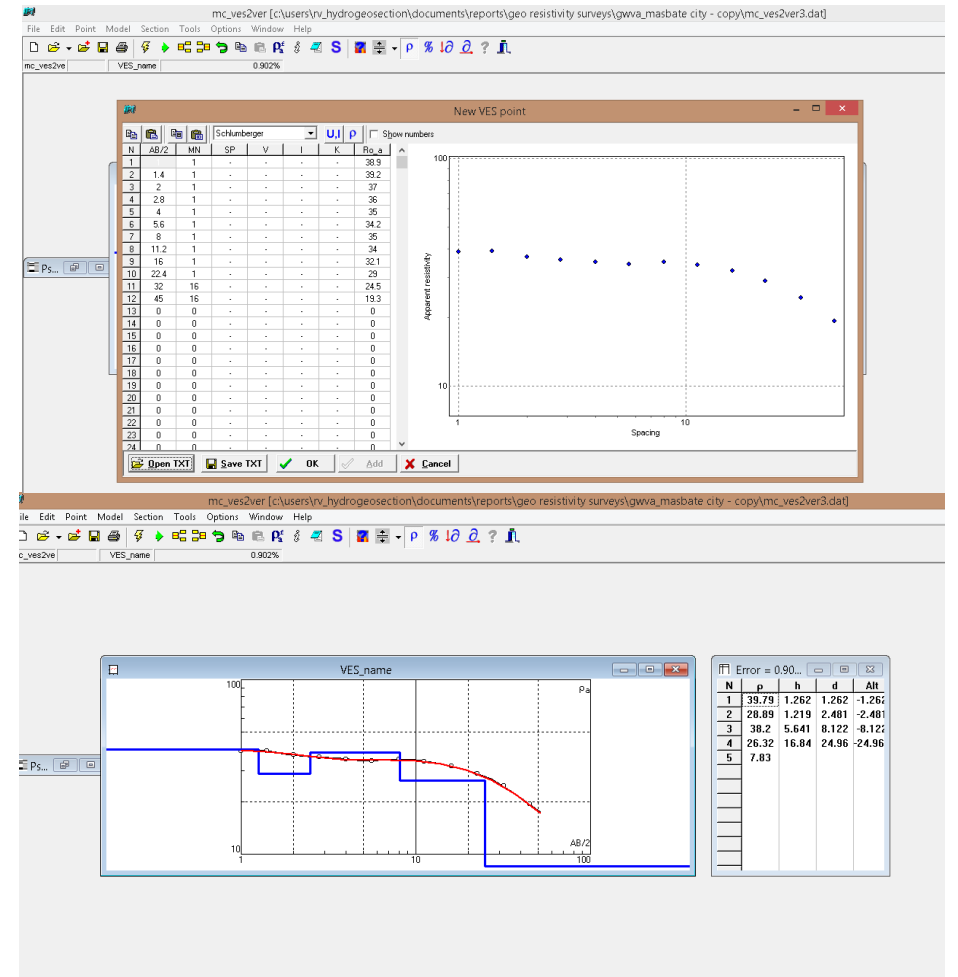 mc_ves2ver [c:\users\rv_hydrogeosection\documents\reports\geo resistivity surveys\gwva_masbate city - copy\mc_ves2ver3.dat]
File Edit Point Model Section Tools Options Window Help
S ρ % ?
mc_ves2ve VES_name 0.902%
New VES point
Schlumberger U,I ρ Show numbers
N AB/2 MN SP V I K Ro_a
1 1 - - - - 38.9
2 1.4 1 - - - - 39.2
3 2 1 - - - - 37
4 2.8 1 - - - - 36
5 4 1 - - - - 35
6 5.6 1 - - - - 34.2
7 8 1 - - - - 35
8 11.2 1 - - - - 34
9 16 1 - - - - 32.1
10 22.4 1 - - - - 29
11 32 16 - - - - 24.5
12 45 16 - - - - 19.3
13 0 0 - - - - 0
14 0 0 - - - - 0
15 0 0 - - - - 0
16 0 0 - - - - 0
17 0 0 - - - - 0
18 0 0 - - - - 0
19 0 0 - - - - 0
20 0 0 - - - - 0
21 0 0 - - - - 0
22 0 0 - - - - 0
23 0 0 - - - - 0
24 0 0 - - - - 0
100
Apparent resistivity
10
1 10
Spacing
Ps...
Open TXT Save TXT OK Add Cancel
mc_ves2ver [c:\users\rv_hydrogeosection\documents\reports\geo resistivity surveys\gwva_masbate city - copy\mc_ves2ver3.dat]
ile Edit Point Model Section Tools Options Window Help
S ρ % ?
c_ves2ve VES_name 0.902%
VES_name
100
ρa
10
AB/2
1 10 100
Ps...
Error = 0.90...
N ρ h d Alt
1 39.79 1.262 1.262 -1.262
2 28.89 1.219 2.481 -2.481
3 38.2 5.641 8.122 -8.122
4 26.32 16.84 24.96 -24.96
5 7.83